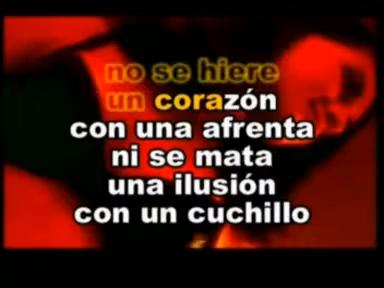 no se hiere
un corazón
con una afrenta
ni se mata
una ilusión
con un cuchillo